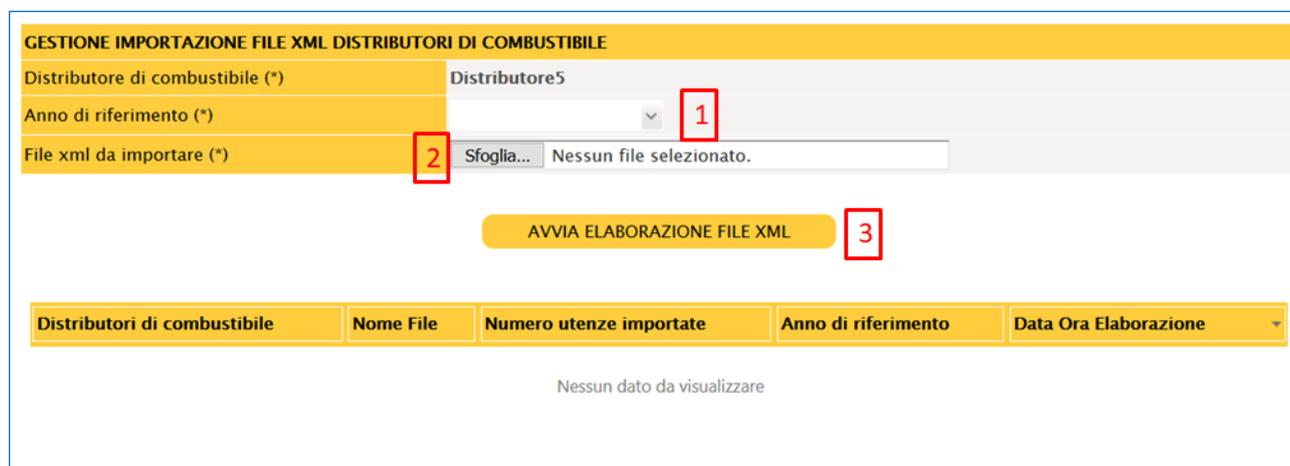 GESTIONE IMPORTAZIONE FILE XML DISTRIBUTORI DI COMBUSTIBILE
Distributore di combustibile (*) Distributore5
Anno di riferimento (*) 1
File xml da importare (*) 2 Sfoglia... Nessun file selezionato.
AVVIA ELABORAZIONE FILE XML 3
Distributori di combustibile Nome File Numero utenze importate Anno di riferimento Data Ora Elaborazione
Nessun dato da visualizzare